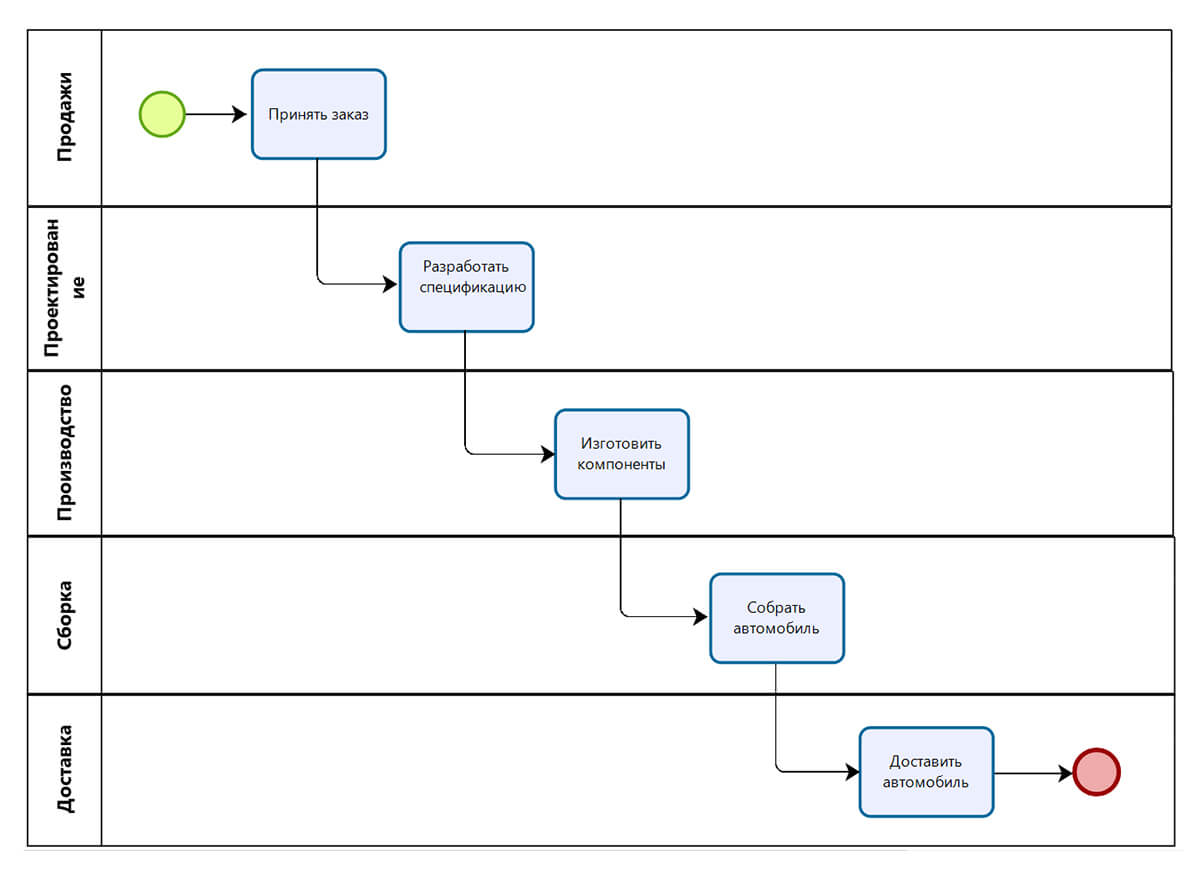 Продажи
Принять заказ
Проектирован
ие
Разработать
спецификацию
Производство
Изготовить
компоненты
Сборка
Собрать
автомобиль
Доставка
Доставить
автомобиль